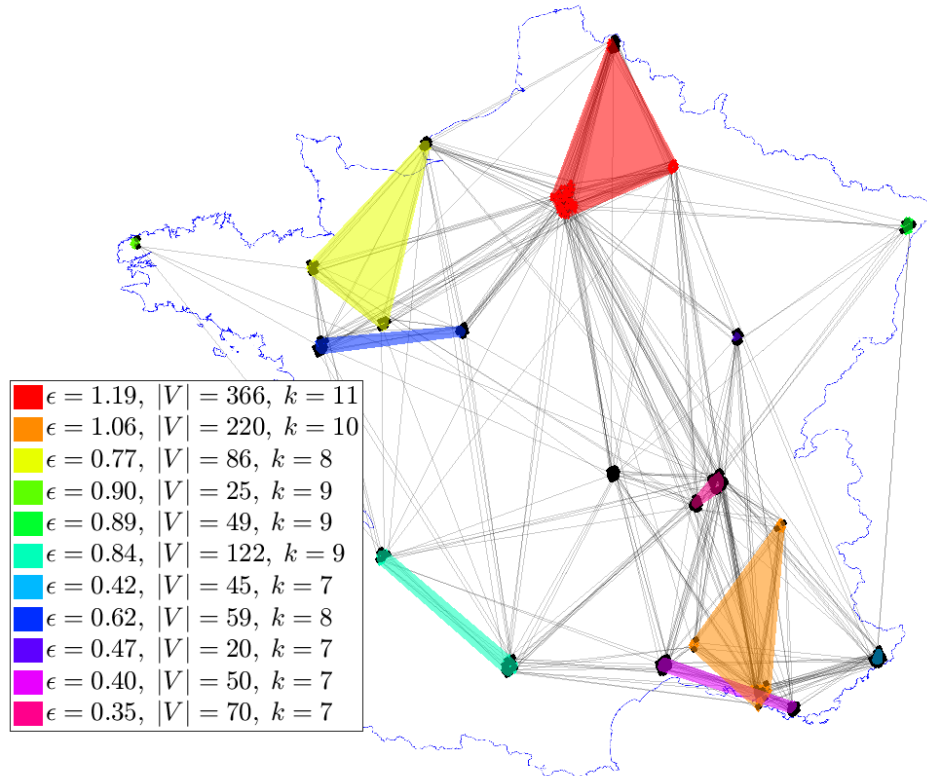 ϵ = 1.19, |V| = 366, k = 11
ϵ = 1.06, |V| = 220, k = 10
ϵ = 0.77, |V| = 86, k = 8
ϵ = 0.90, |V| = 25, k = 9
ϵ = 0.89, |V| = 49, k = 9
ϵ = 0.84, |V| = 122, k = 9
ϵ = 0.42, |V| = 45, k = 7
ϵ = 0.62, |V| = 59, k = 8
ϵ = 0.47, |V| = 20, k = 7
ϵ = 0.40, |V| = 50, k = 7
ϵ = 0.35, |V| = 70, k = 7